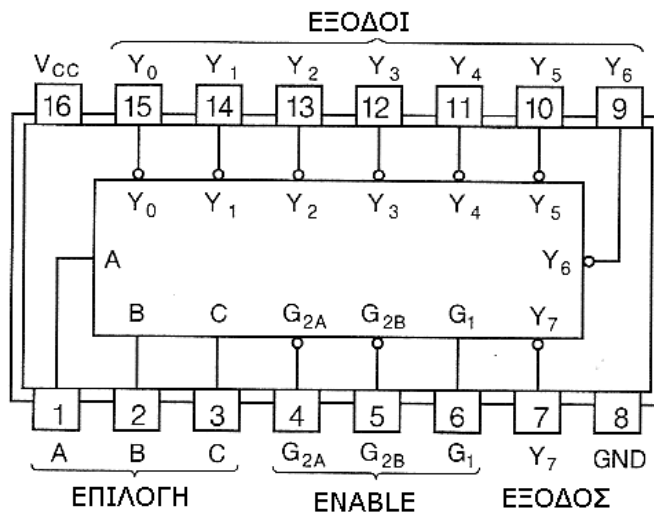 ΕΞΟΔΟΙ
VCC Y0 Y1 Y2 Y3 Y4 Y5 Y6
16 15 14 13 12 11 10 9
Y0 Y1 Y2 Y3 Y4 Y5
A Y6
B C G2A G2B G1 Y7
1 2 3 4 5 6 7 8
A B C G2A G2B G1 Y7 GND
ΕΠΙΛΟΓΗ ENABLE ΕΞΟΔΟΣ